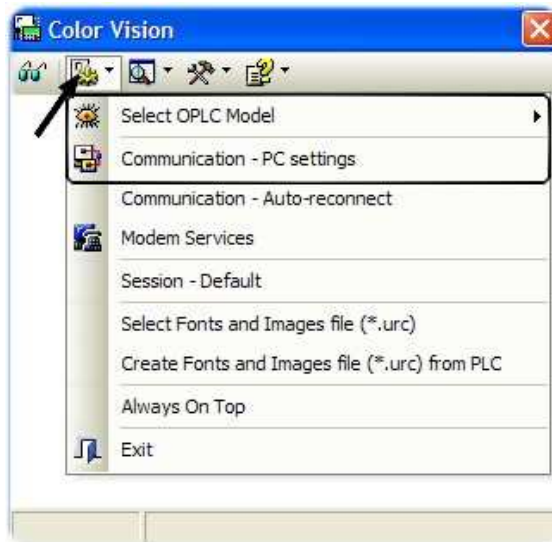 Color Vision
Select OPLC Model
Communication - PC settings
Communication - Auto-reconnect
Modem Services
Session - Default
Select Fonts and Images file (*.urc)
Create Fonts and Images file (*.urc) from PLC
Always On Top
Exit